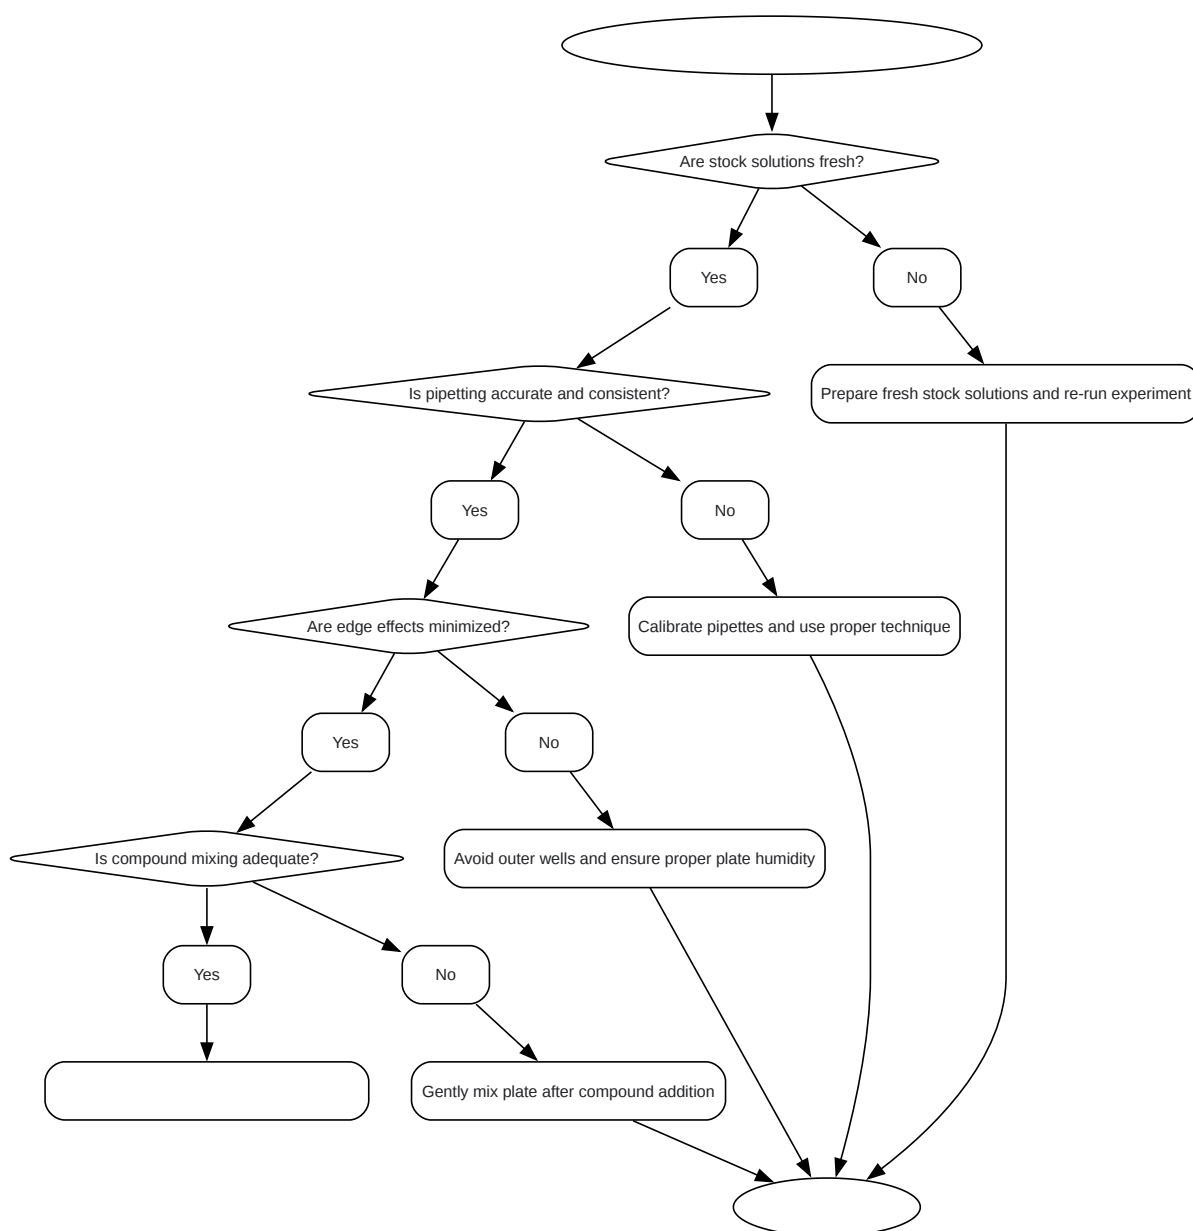 Are stock solutions fresh?
Yes
No
Is pipetting accurate and consistent?
Prepare fresh stock solutions and re-run experiment
Yes
No
Are edge effects minimized?
Calibrate pipettes and use proper technique
Yes
No
Is compound mixing adequate?
Avoid outer wells and ensure proper plate humidity
Yes
No
Gently mix plate after compound addition